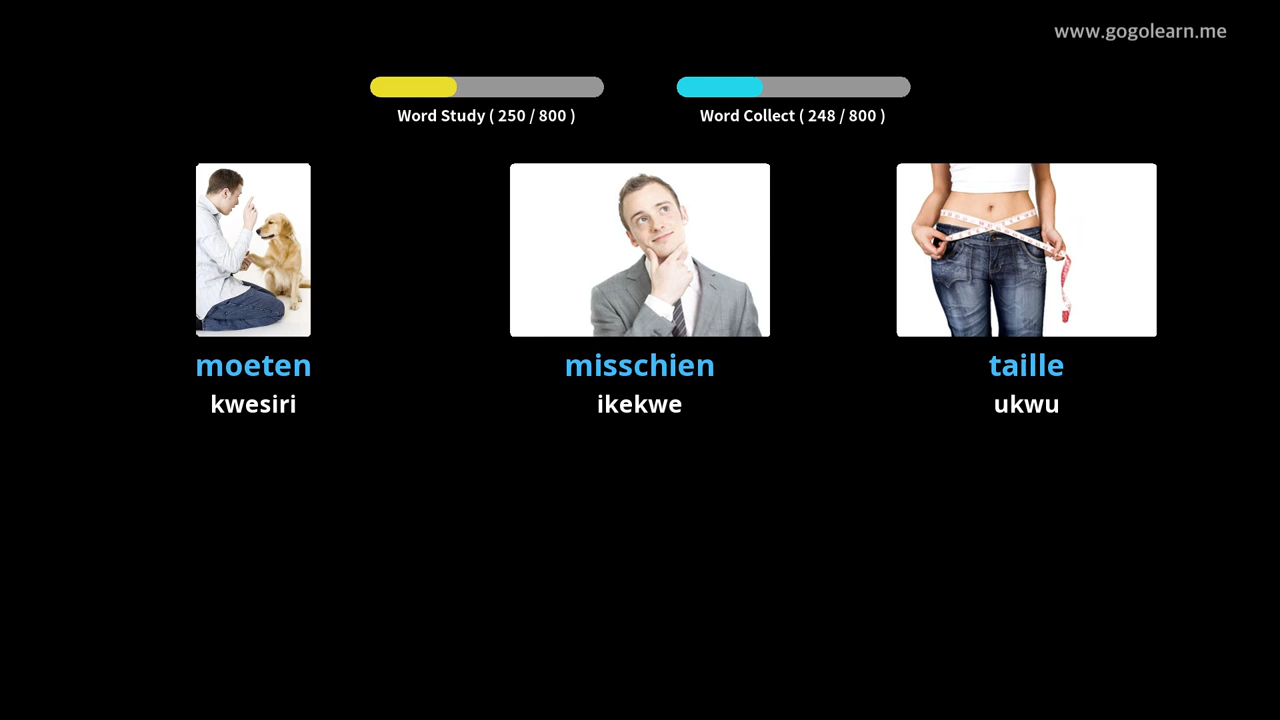 www.gogolearn.me
Word Study ( 250 / 800 )
Word Collect ( 248 / 800 )
moeten
kwesiri
misschien
ikekwe
taille
ukwu